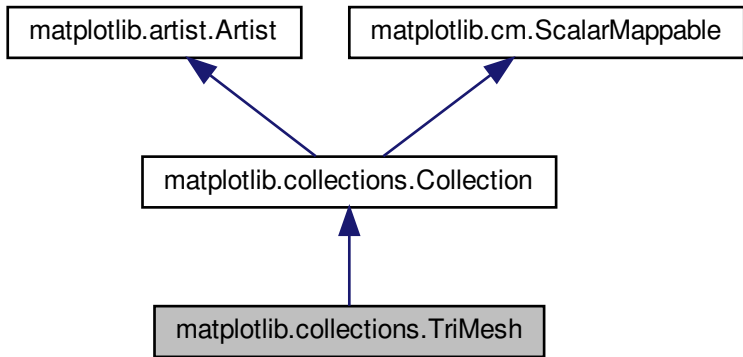 matplotlib.artist.Artist
matplotlib.cm.ScalarMappable
matplotlib.collections.Collection
matplotlib.collections.TriMesh